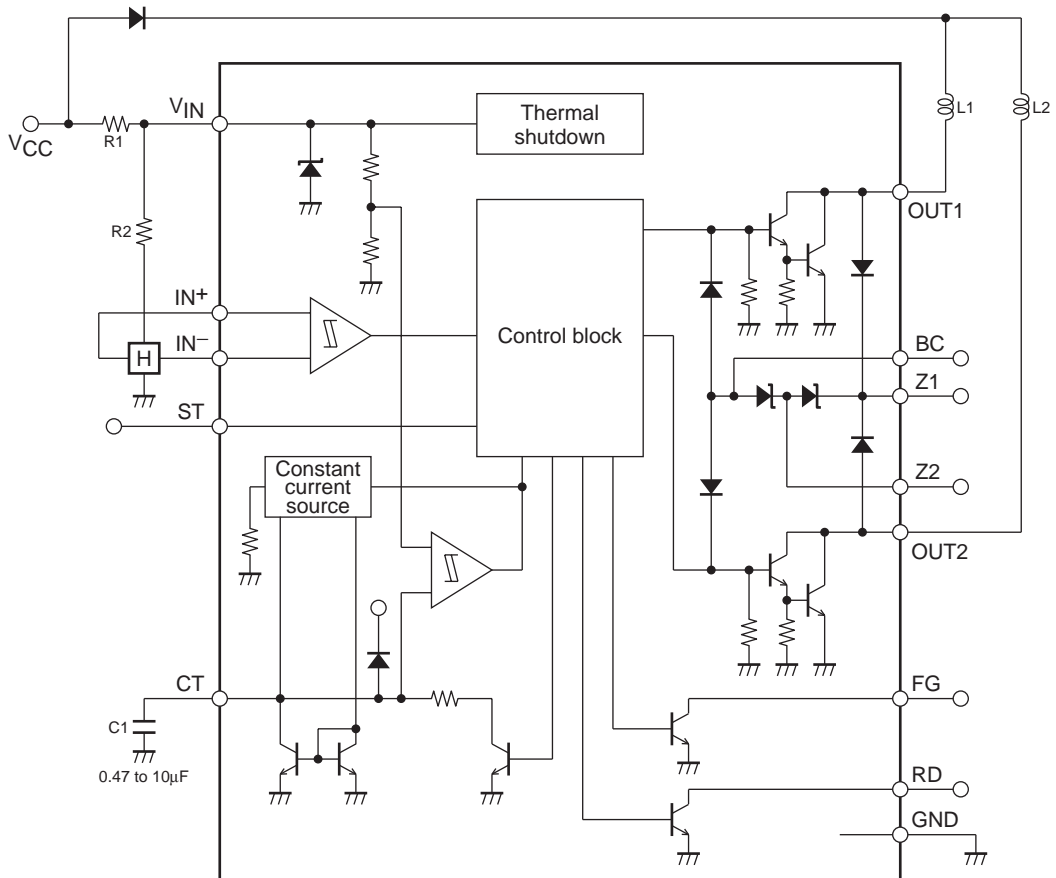 VCC
R1
VIN
Thermal
shutdown
L1
L2
OUT1
R2
IN+
IN−
H
Control block
BC
Z1
ST
Z2
Constant
current
source
OUT2
CT
FG
C1
0.47 to 10μF
RD
GND